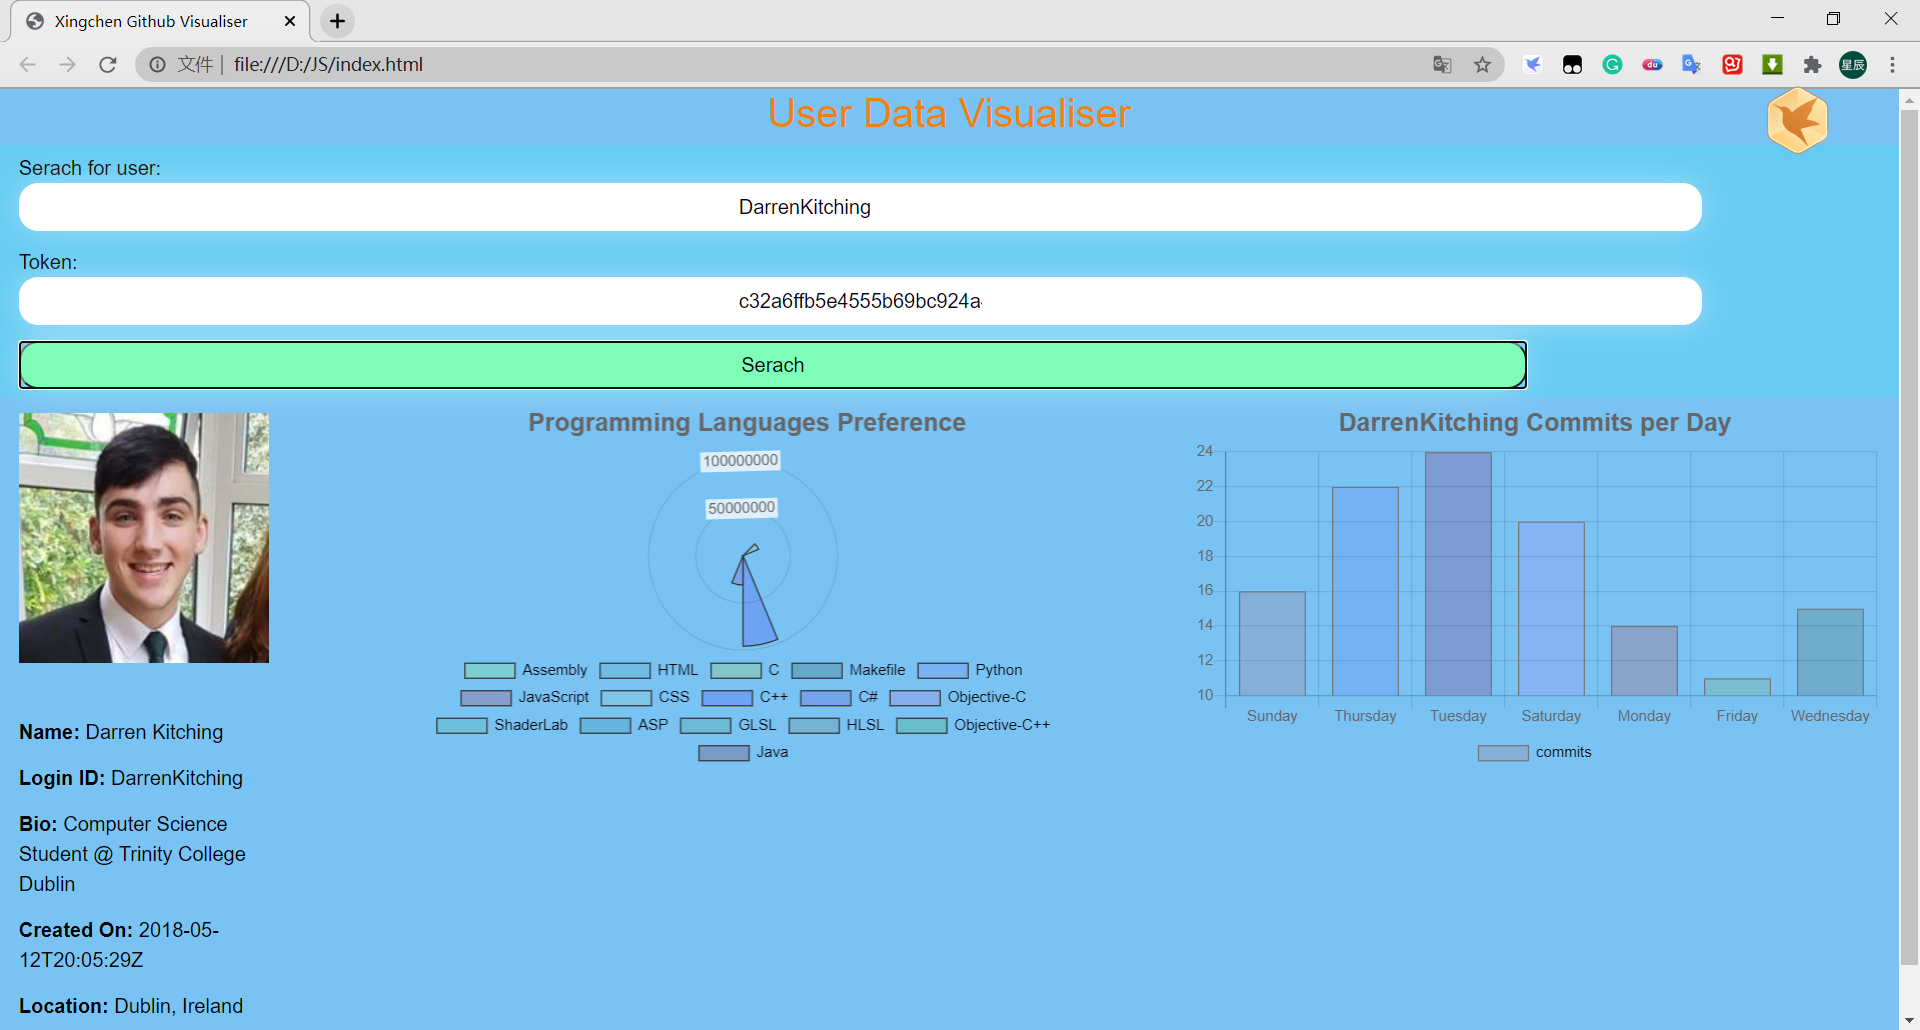 Xingchen Github Visualiser
文件 | file:///D:/JS/index.html
du
星辰
User Data Visualiser
Serach for user:
DarrenKitching
Token:
c32a6ffb5e4555b69bc924a
Serach
Programming Languages Preference
100000000
50000000
Assembly HTML C Makefile Python
JavaScript CSS C++ C# Objective-C
ShaderLab ASP GLSL HLSL Objective-C++
Java
DarrenKitching Commits per Day
24
22
20
18
16
14
12
10
Sunday Thursday Tuesday Saturday Monday Friday Wednesday
commits
Name: Darren Kitching
Login ID: DarrenKitching
Bio: Computer Science
Student @ Trinity College
Dublin
Created On: 2018-05-
12T20:05:29Z
Location: Dublin, Ireland